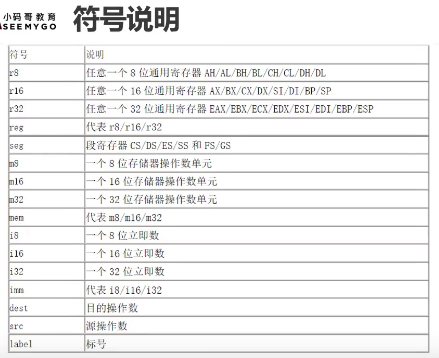 小码哥教育
SEEMYGO
符号说明
符号 说明
r8 任意一个 8 位通用寄存器 AH/AL/BH/BL/CH/CL/DH/DL
r16 任意一个 16 位通用寄存器 AX/BX/CX/DX/SI/DI/BP/SP
r32 任意一个 32 位通用寄存器 EAX/EBX/ECX/EDX/ESI/EDI/EBP/ESP
reg 代表 r8/r16/r32
seg 段寄存器 CS/DS/ES/SS 和 FS/GS
m8 一个 8 位存储器操作数单元
m16 一个 16 位存储器操作数单元
m32 一个 32 位存储器操作数单元
mem 代表 m8/m16/m32
i8 一个 8 位立即数
i16 一个 16 位立即数
i32 一个 32 位立即数
imm 代表 i8/i16/i32
dest 目的操作数
src 源操作数
label 标号